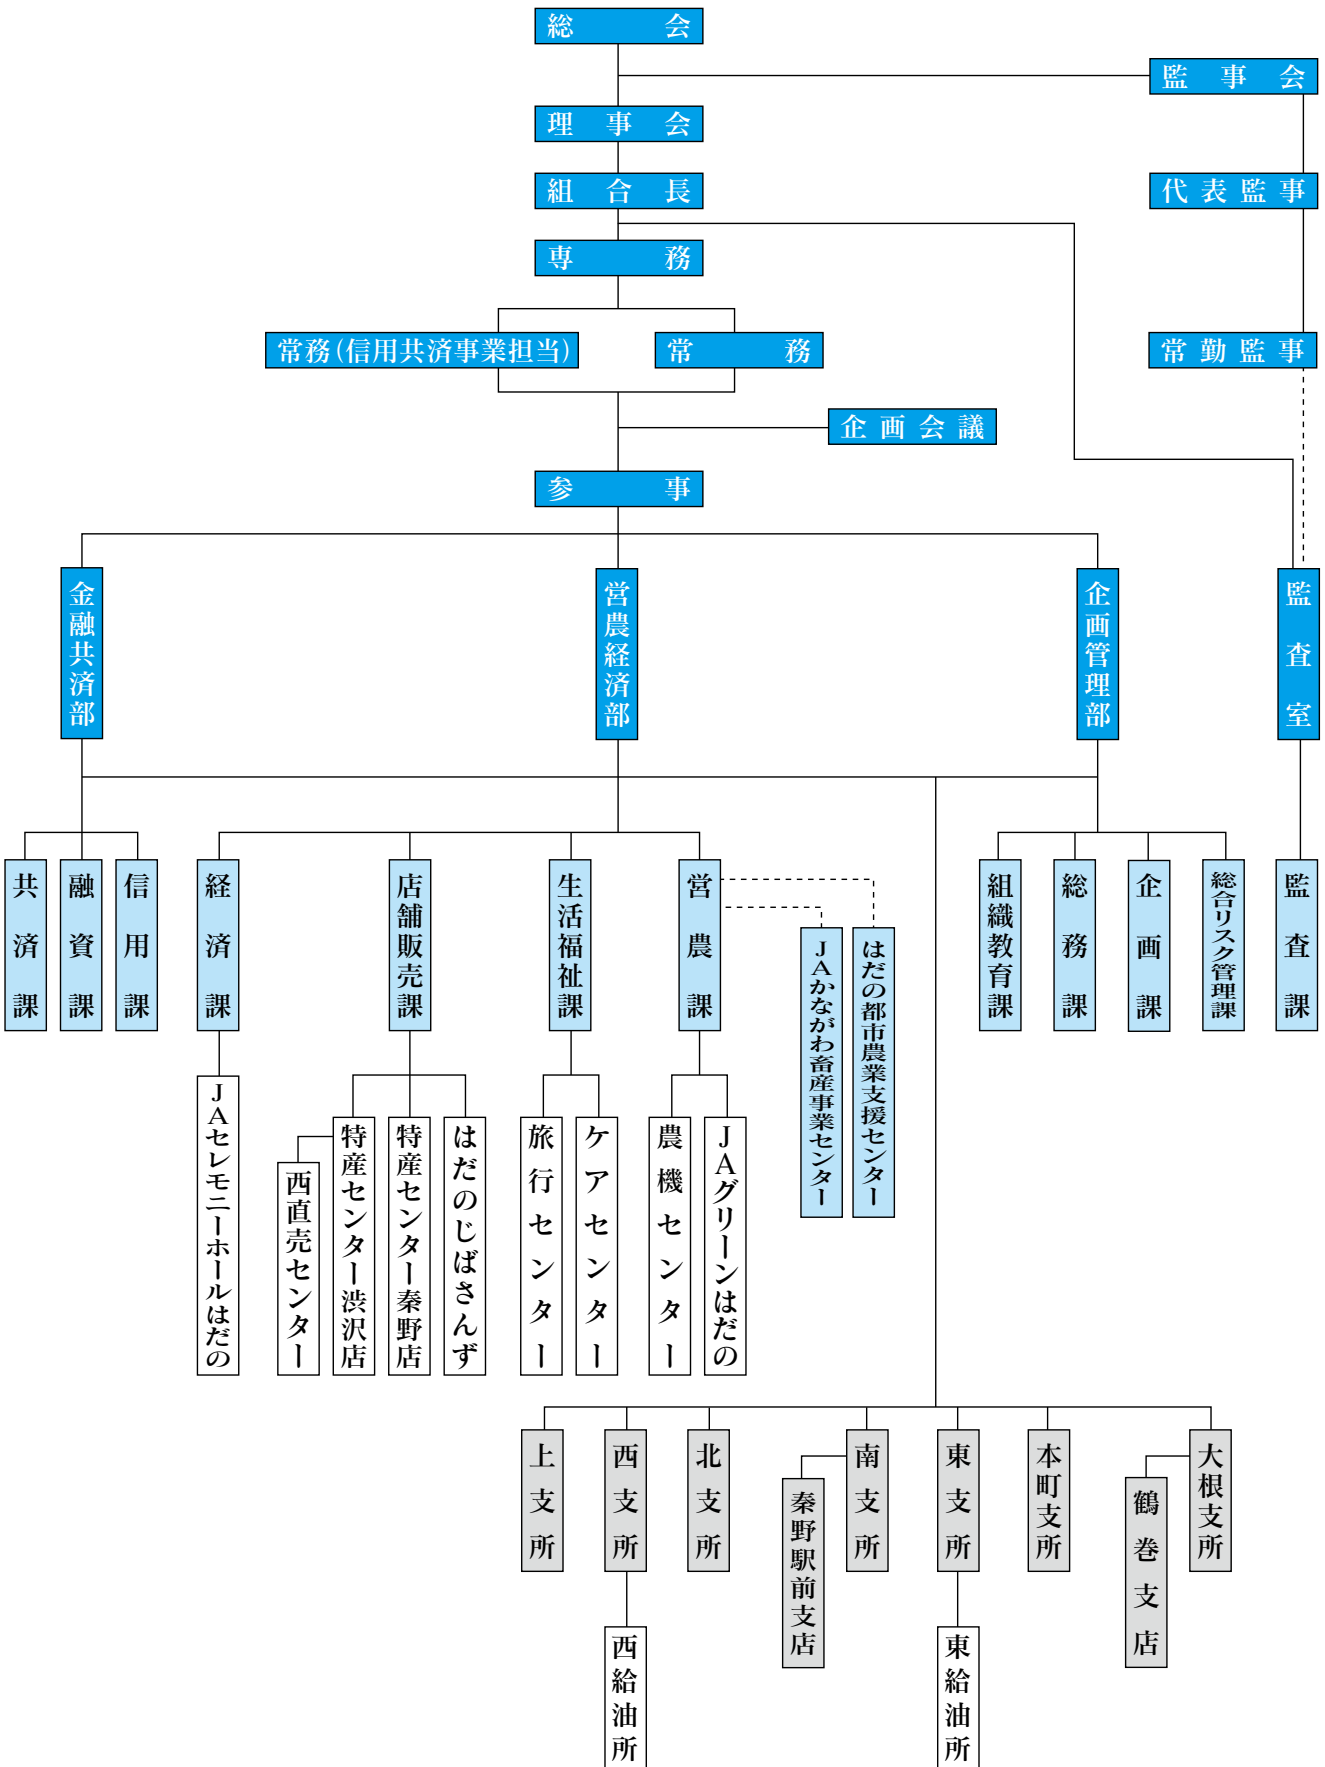 総会
監事会
理事会
組合長
代表監事
専務
常務(信用共済事業担当)
常務
常勤監事
企画会議
参事
金融共済部
営農経済部
企画管理部
監査室
共済課
融資課
信用課
経済課
店舗販売課
生活福祉課
営農課
JAかながわ畜産事業センター
はだの都市農業支援センター
組織教育課
総務課
企画課
総合リスク管理課
監査課
JAセレモニーホールはだの
西直売センター
特産センター渋沢店
特産センター秦野店
はだのじばさんず
旅行センター
ケアセンター
農機センター
JAグリーンはだの
上支所
西支所
北支所
秦野駅前支店
南支所
東支所
本町支所
鶴巻支店
大根支所
西給油所
東給油所